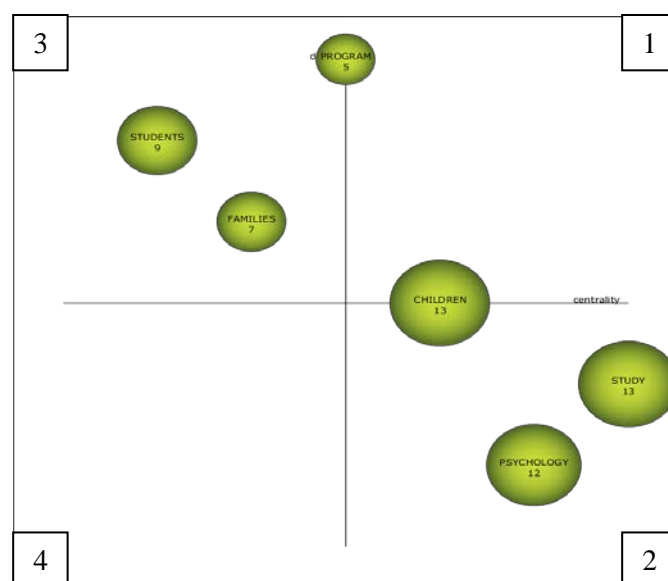 3
1
d PROGRAM
5
STUDENTS
9
FAMILIES
7
CHILDREN
13
centrality
STUDY
13
PSYCHOLOGY
12
4
2